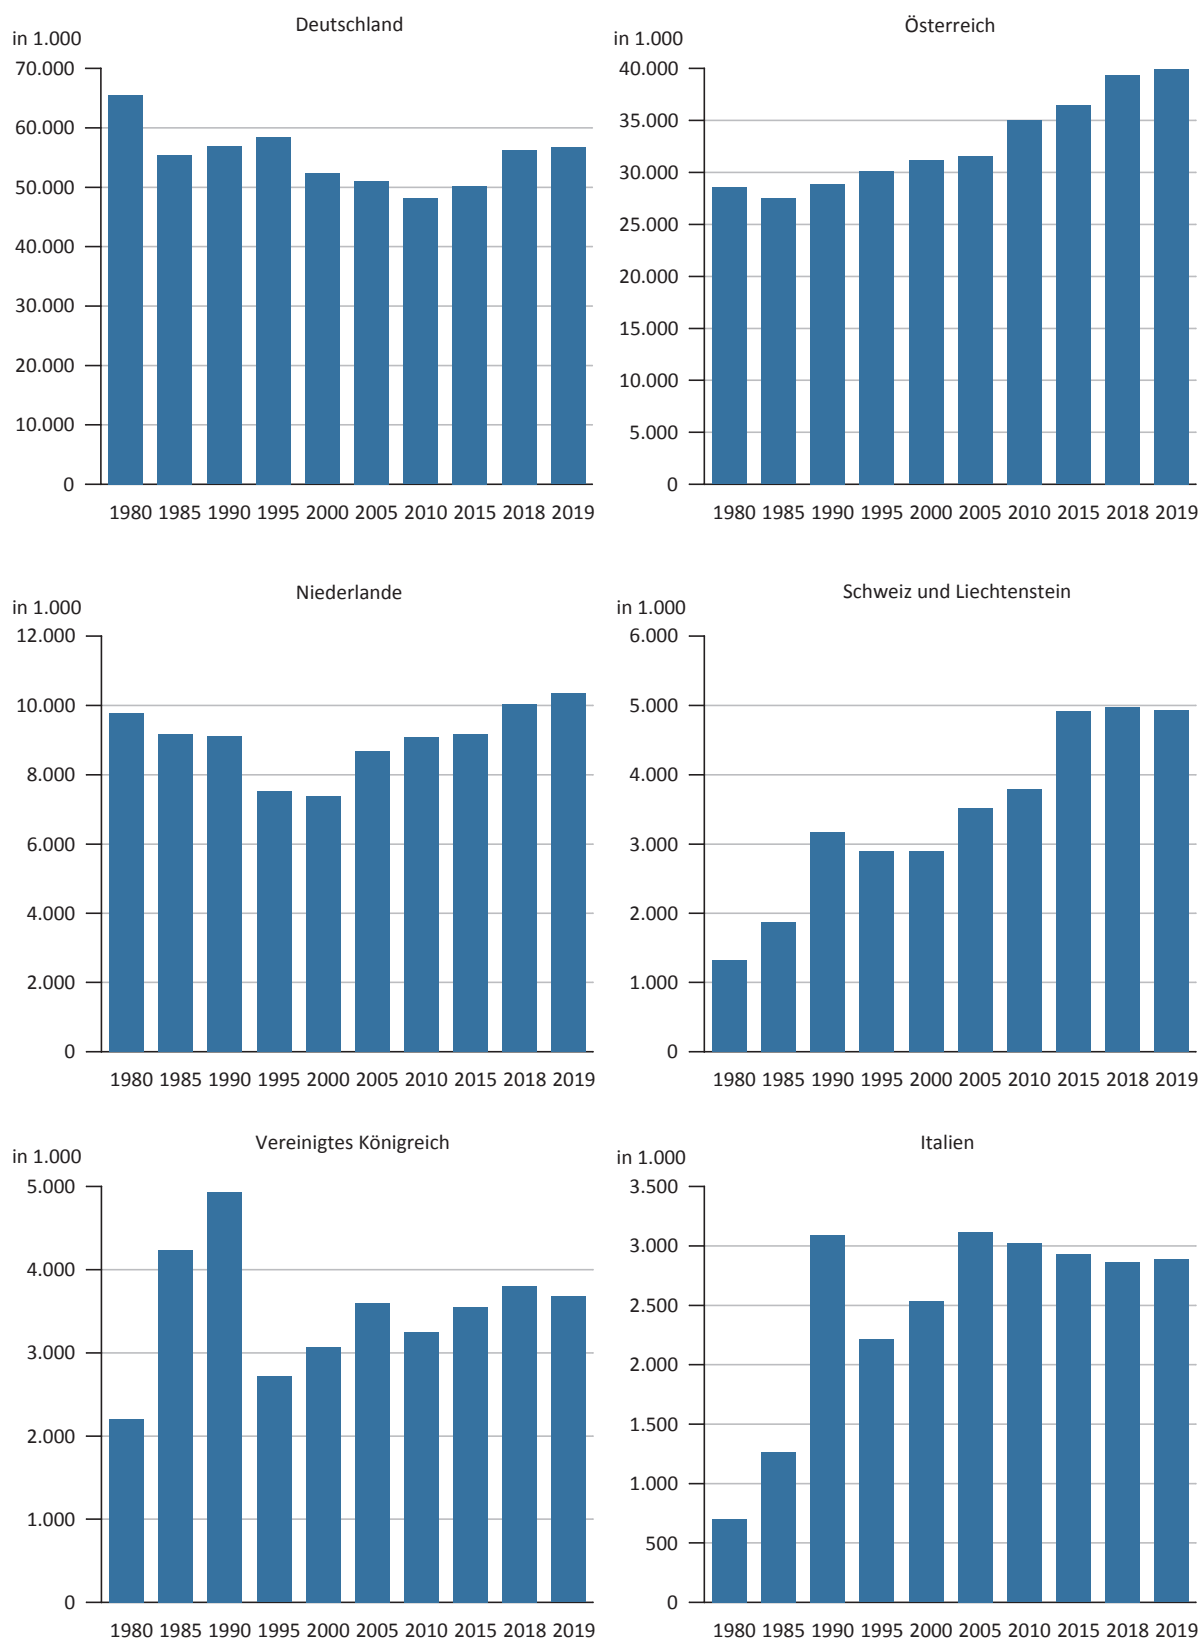 Deutschland
in 1.000
70.000
60.000
50.000
40.000
30.000
20.000
10.000
0
1980 1985 1990 1995 2000 2005 2010 2015 2018 2019
Österreich
in 1.000
40.000
35.000
30.000
25.000
20.000
15.000
10.000
5.000
0
1980 1985 1990 1995 2000 2005 2010 2015 2018 2019
Niederlande
in 1.000
12.000
10.000
8.000
6.000
4.000
2.000
0
1980 1985 1990 1995 2000 2005 2010 2015 2018 2019
Schweiz und Liechtenstein
in 1.000
6.000
5.000
4.000
3.000
2.000
1.000
0
1980 1985 1990 1995 2000 2005 2010 2015 2018 2019
Vereinigtes Königreich
in 1.000
5.000
4.000
3.000
2.000
1.000
0
1980 1985 1990 1995 2000 2005 2010 2015 2018 2019
Italien
in 1.000
3.500
3.000
2.500
2.000
1.500
1.000
500
0
1980 1985 1990 1995 2000 2005 2010 2015 2018 2019